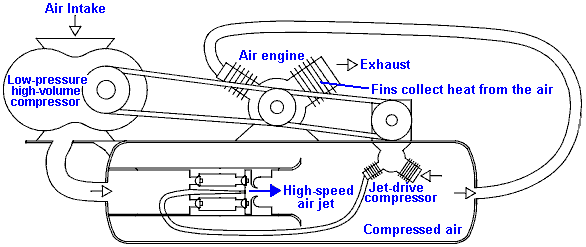 Air Intake
Air engine
Exhaust
Low-pressure
high-volume
compressor
Fins collect heat from the air
High-speed
air jet
Jet-drive
compressor
Compressed air